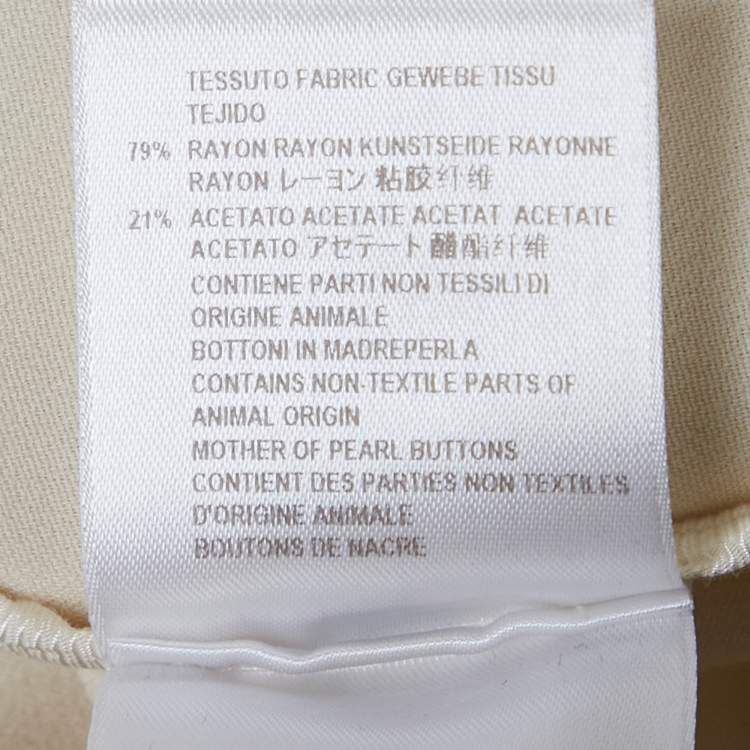 TESSUTO FABRIC GEWEBE TISSU
TEJIDO
79% RAYON RAYON KUNSTSEIDE RAYONNE
RAYON レーヨン 粘胶纤维
21% ACETATO ACETATE ACETAT ACETATE
ACETATO アセテート 醋酯纤维
CONTIENE PARTI NON TESSILI DI
ORIGINE ANIMALE
BOTTONI IN MADREPERLA
CONTAINS NON-TEXTILE PARTS OF
ANIMAL ORIGIN
MOTHER OF PEARL BUTTONS
CONTIENT DES PARTIES NON TEXTILES
D'ORIGINE ANIMALE
BOUTONS DE NACRE